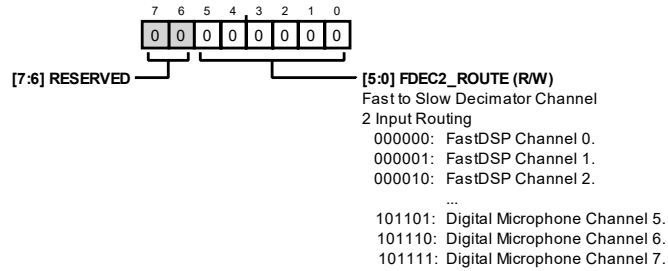 7 6 5 4 3 2 1 0
0 0 0 0 0 0 0 0
[7:6] RESERVED
[5:0] FDEC2_ROUTE (R/W)
Fast to Slow Decimator Channel
2 Input Routing
000000: FastDSP Channel 0.
000001: FastDSP Channel 1.
000010: FastDSP Channel 2.
...
101101: Digital Microphone Channel 5.
101110: Digital Microphone Channel 6.
101111: Digital Microphone Channel 7.